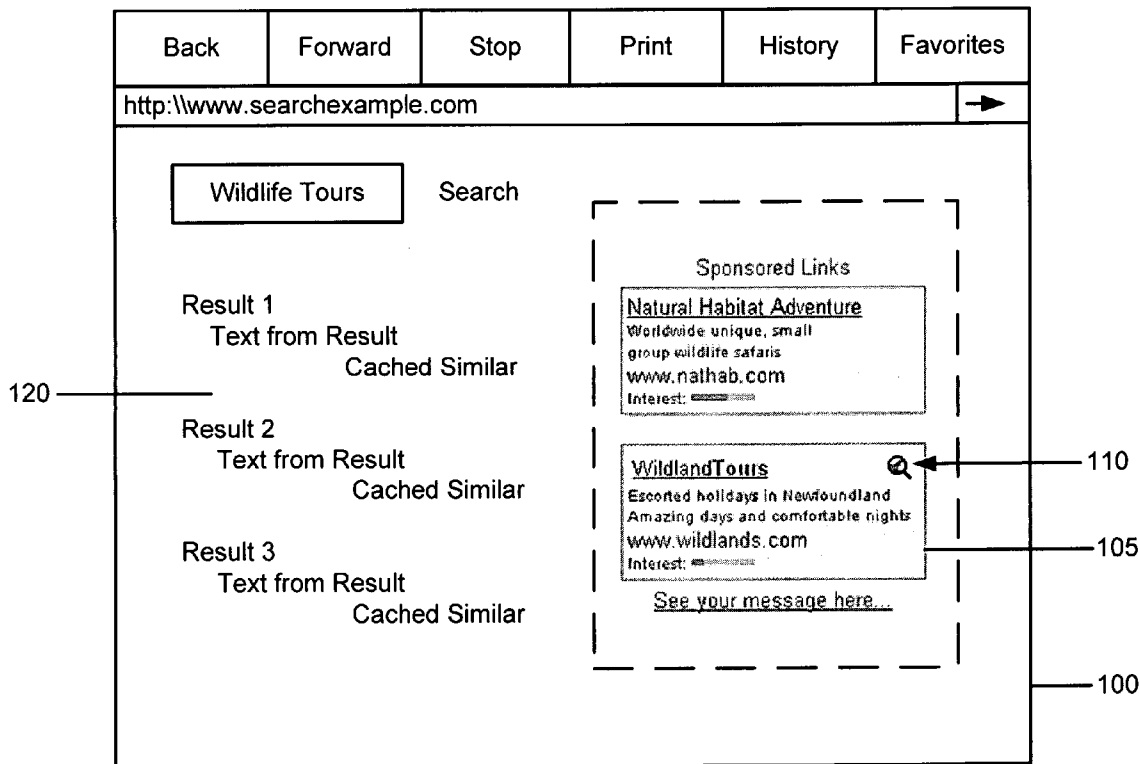 Back Forward Stop Print History Favorites
http:\\www.searchexample.com
Wildlife Tours Search
Result 1
Text from Result
Cached Similar
Result 2
Text from Result
Cached Similar
Result 3
Text from Result
Cached Similar
Sponsored Links
Natural Habitat Adventure
Worldwide unique, small
group wildlife safaris
www.nathab.com
Interest:
WildlandTours
Escorted holidays in Newfoundland
Amazing days and comfortable nights
www.wildlands.com
Interest:
See your message here...
120
110
105
100